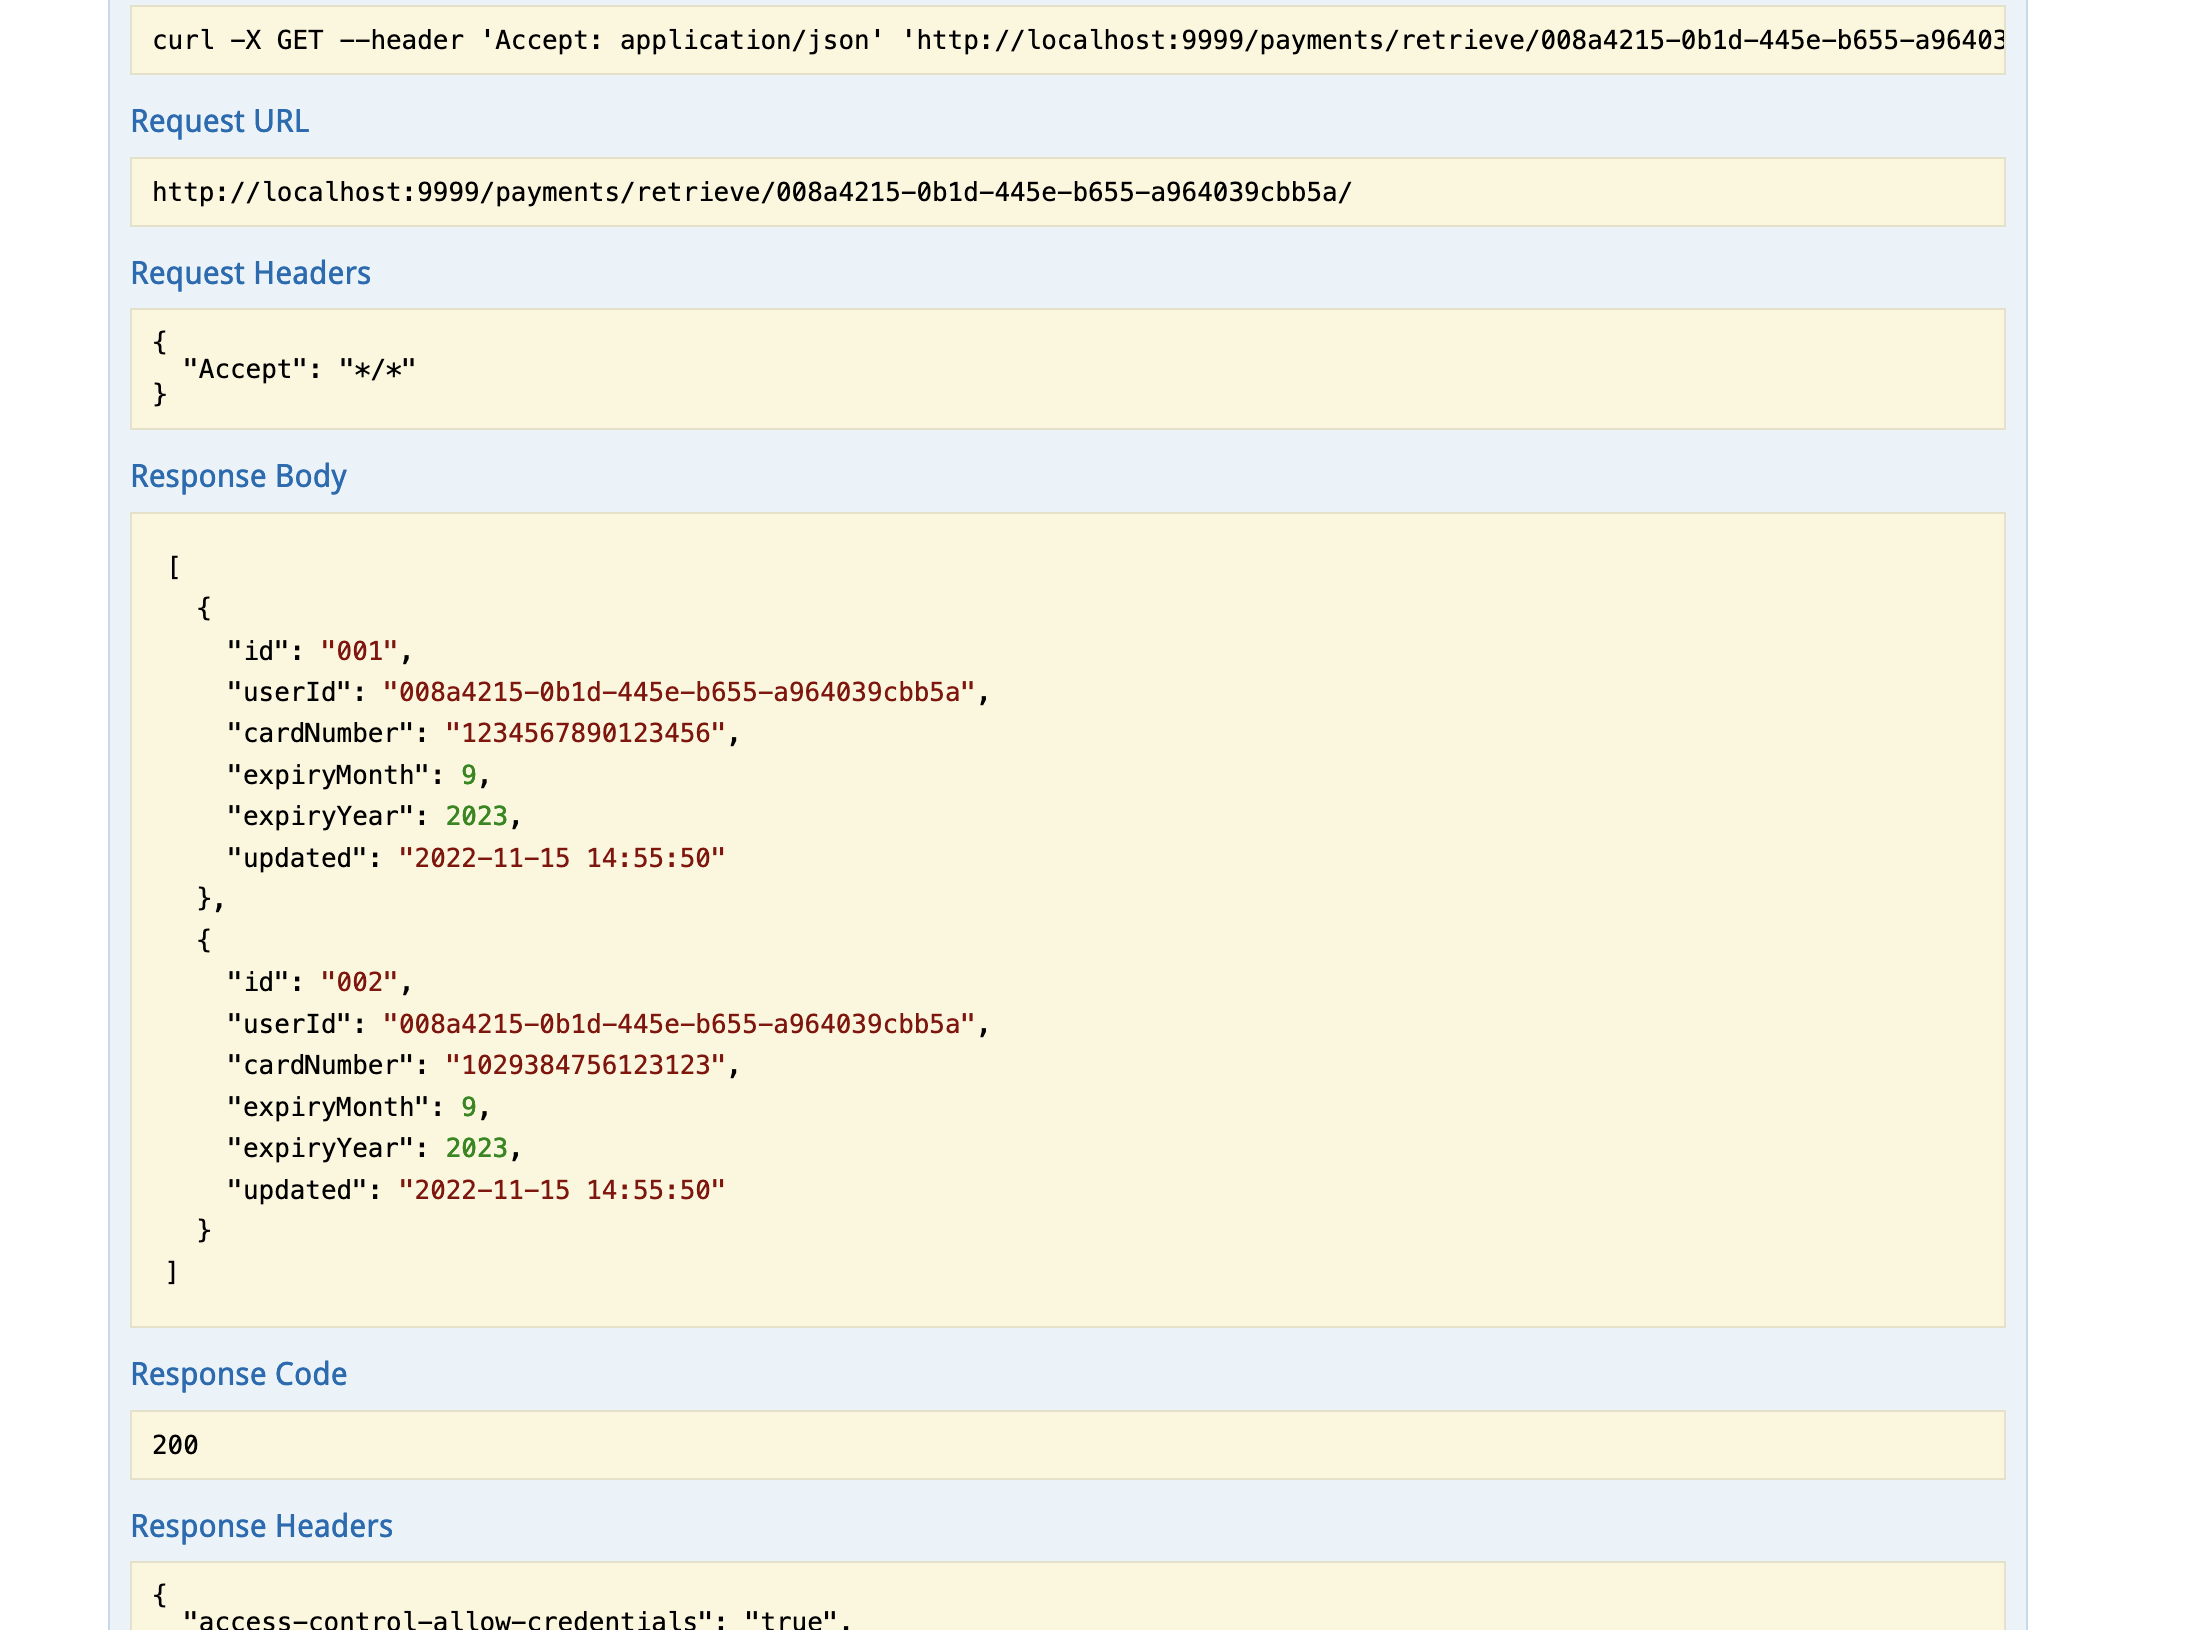 curl -X GET --header 'Accept: application/json' 'http://localhost:9999/payments/retrieve/008a4215-0b1d-445e-b655-a96403
Request URL
http://localhost:9999/payments/retrieve/008a4215-0b1d-445e-b655-a964039cbb5a/
Request Headers
{
  "Accept": "*/*"
}
Response Body
[
  {
    "id": "001",
    "userId": "008a4215-0b1d-445e-b655-a964039cbb5a",
    "cardNumber": "1234567890123456",
    "expiryMonth": 9,
    "expiryYear": 2023,
    "updated": "2022-11-15 14:55:50"
  },
  {
    "id": "002",
    "userId": "008a4215-0b1d-445e-b655-a964039cbb5a",
    "cardNumber": "1029384756123123",
    "expiryMonth": 9,
    "expiryYear": 2023,
    "updated": "2022-11-15 14:55:50"
  }
]
Response Code
200
Response Headers
{
  "access-control-allow-credentials": "true",